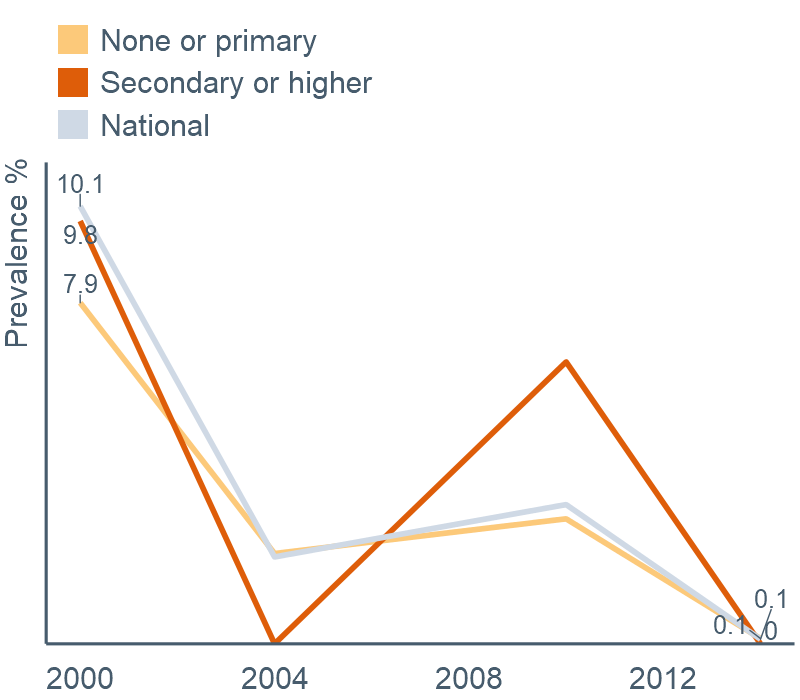 None or primary
Secondary or higher
National
Prevalence %
10.1
9.8
7.9
0.1
0.1
0
2000 2004 2008 2012